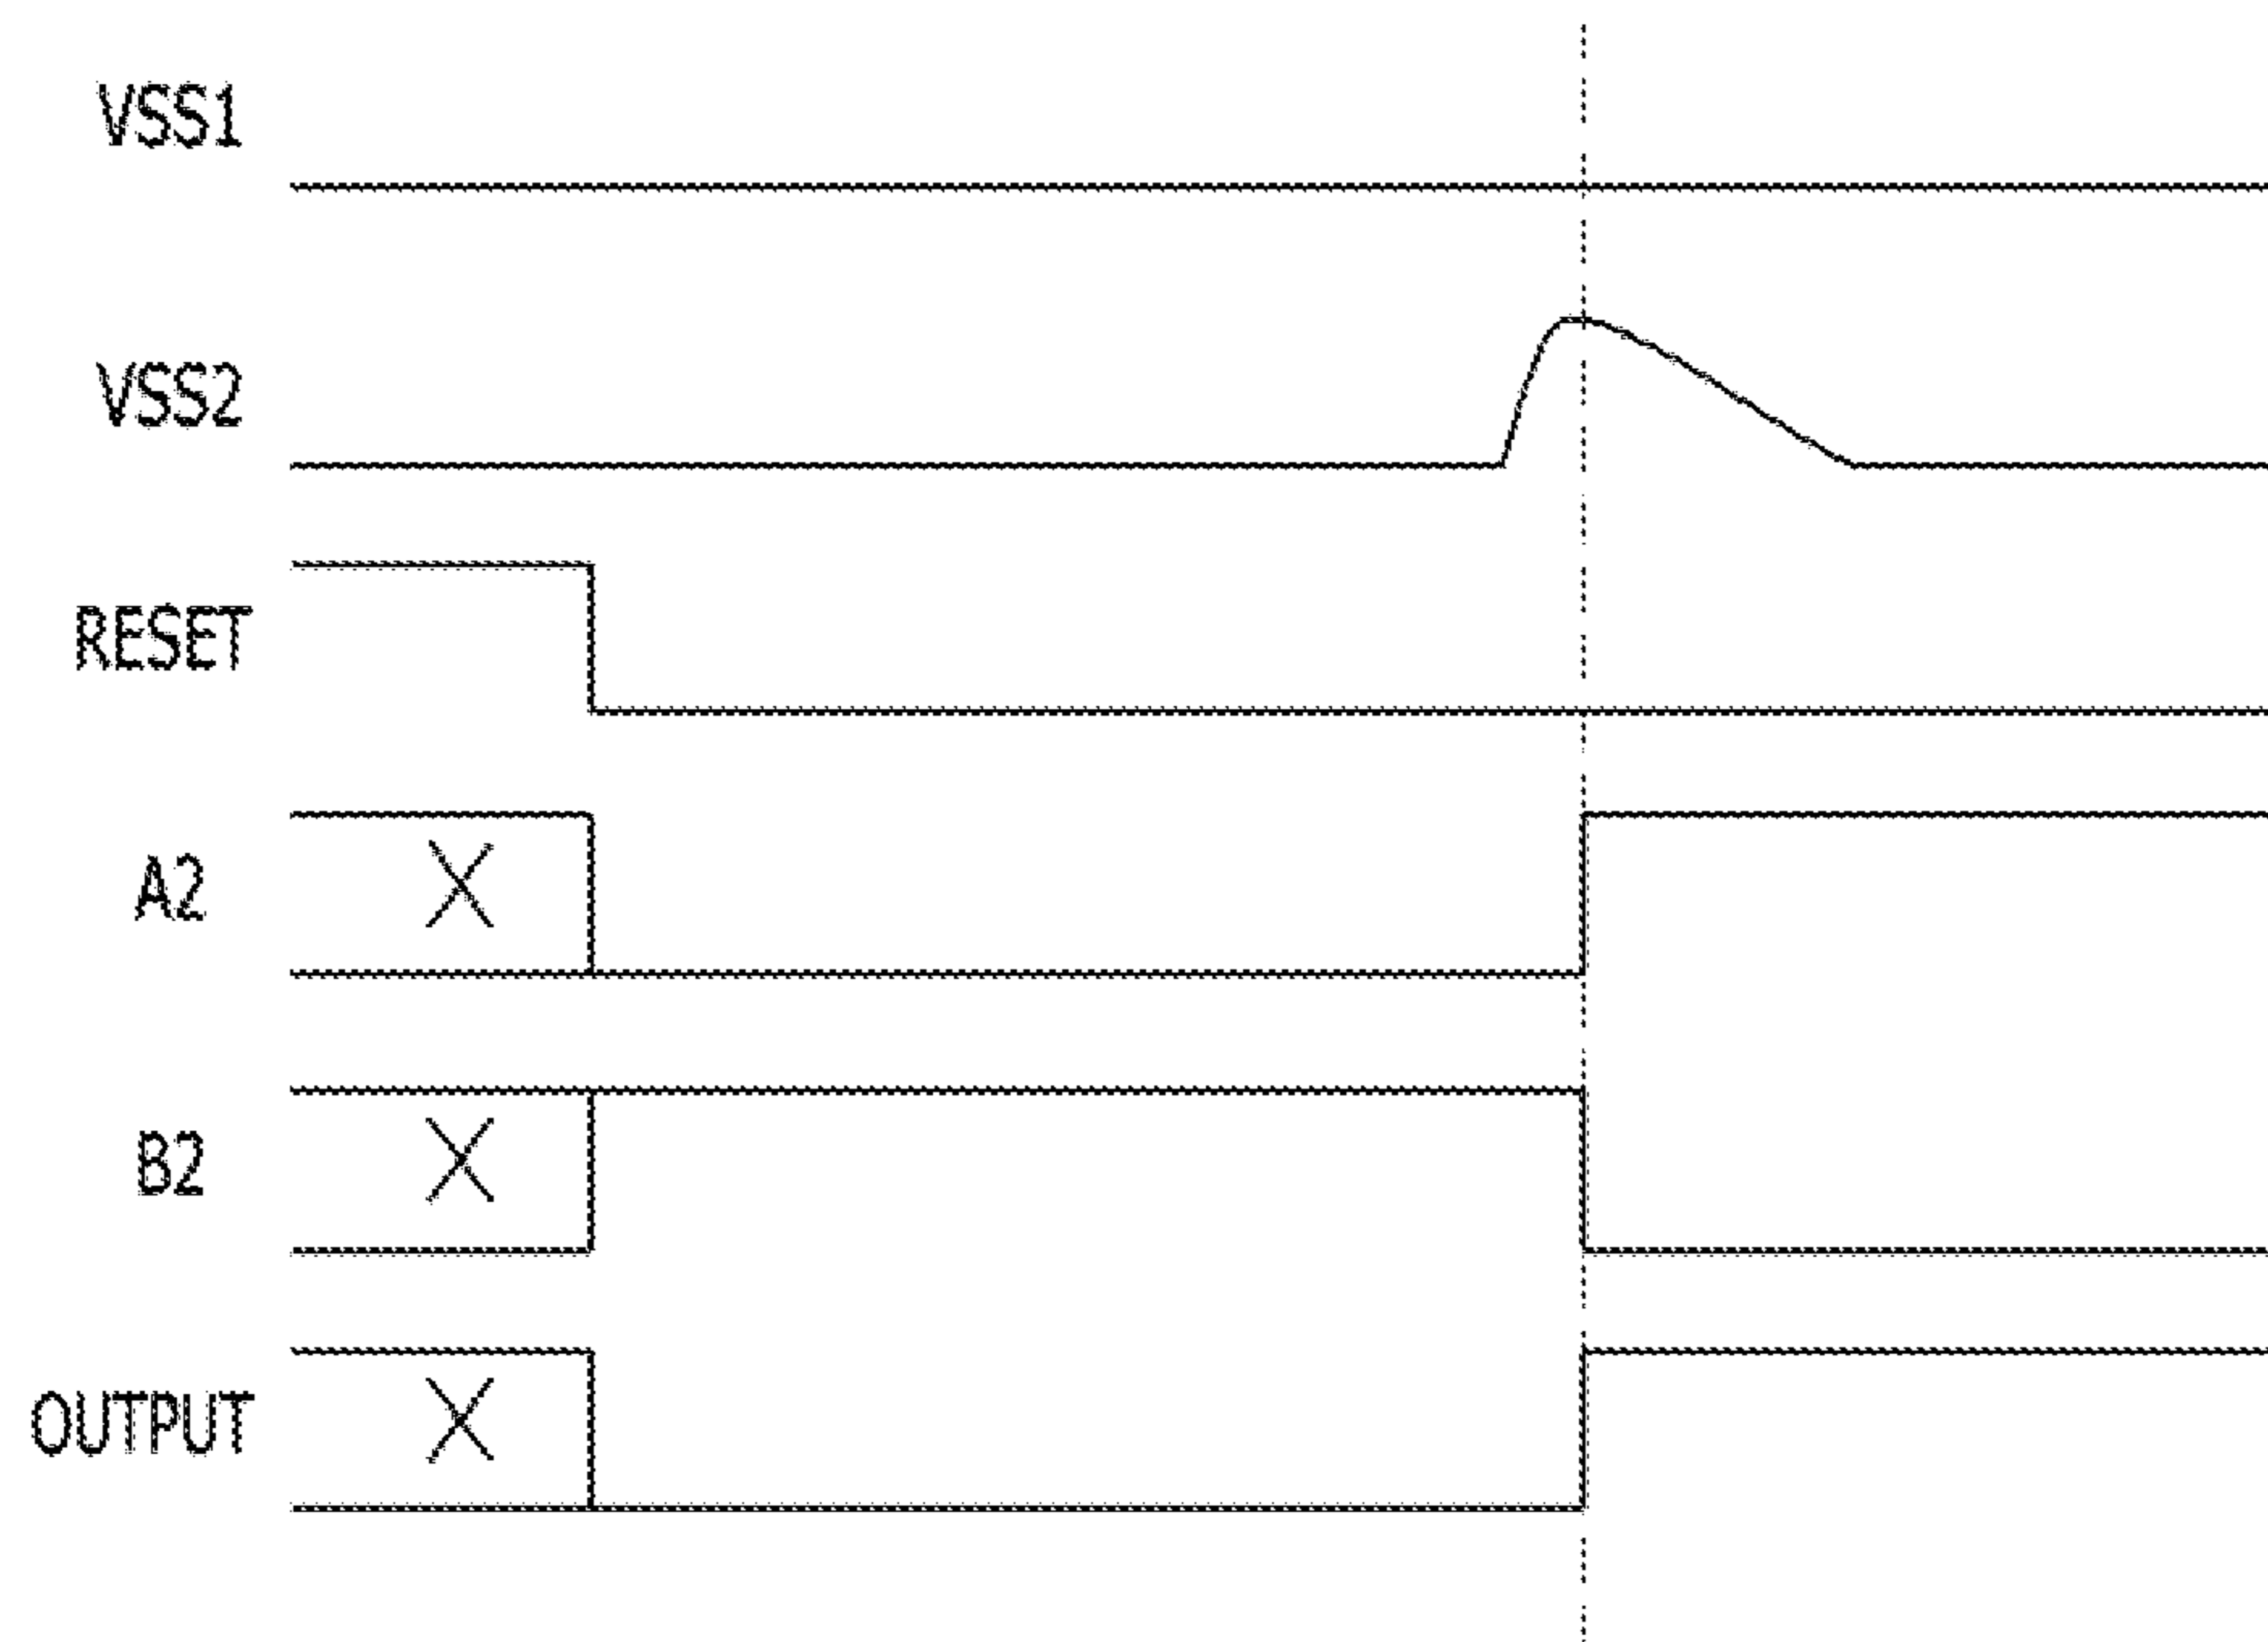 VSS1
VSS2
RESET
A2
X
B2
X
OUTPUT
X